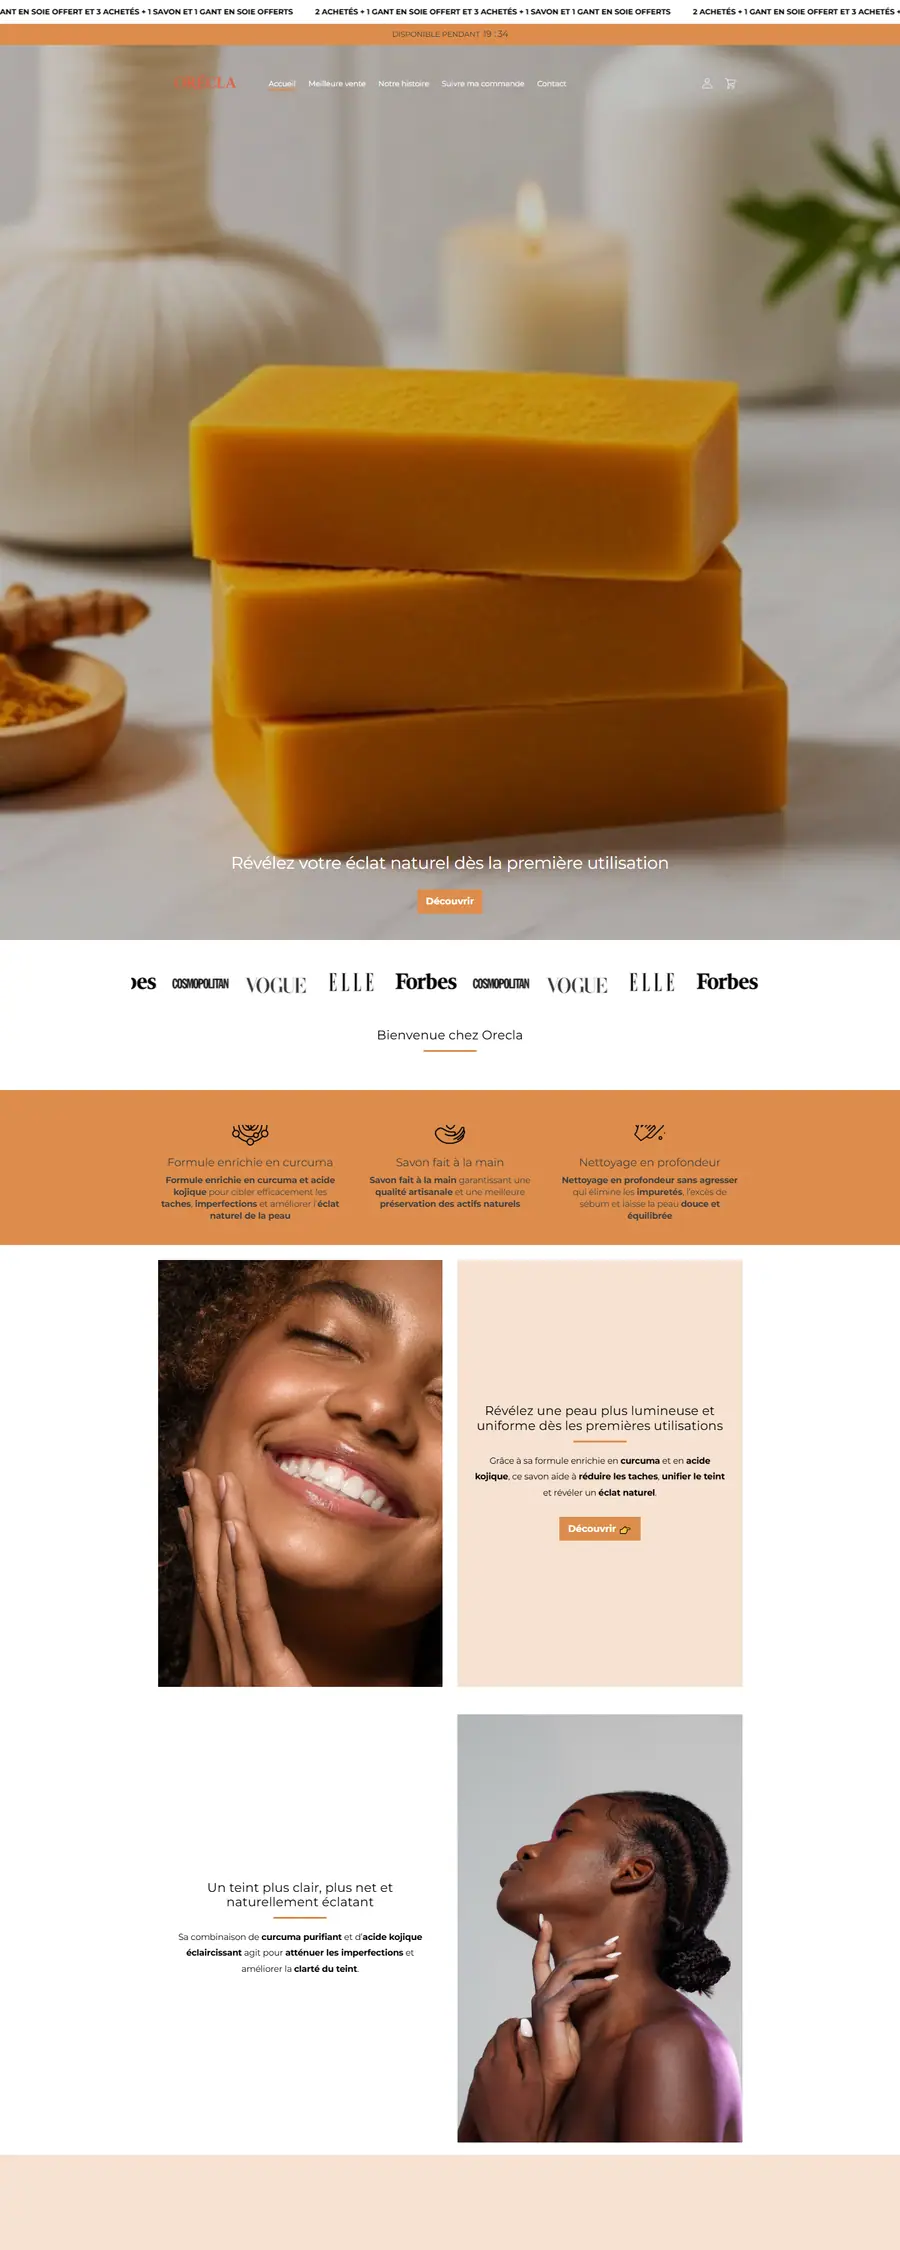 ANT EN SOIE OFFERT ET 3 ACHETÉS = 1 SAVON ET 1 GANT EN SOIE OFFERTS 2 ACHETÉS = 1 GANT EN SOIE OFFERT ET 3 ACHETÉS = 1 SAVON ET 1 GANT EN SOIE OFFERTS 2 ACHETÉS = 1 GANT EN SOIE OFFERT ET 3 ACHETÉS =
DISPONIBLE PENDANT 19 : 34
ORECLA Accueil Meilleure vente Notre histoire Suivre ma commande Contact
Révélez votre éclat naturel dès la première utilisation
Découvrir
bes COSMOPOLITAN VOGUE ELLE Forbes COSMOPOLITAN VOGUE ELLE Forbes
Bienvenue chez Orecla
Formule enrichie en curcuma
Formule enrichie en curcuma et acide
kojique pour cibler efficacement les
taches, imperfections et améliorer l'éclat
naturel de la peau
Savon fait à la main
Savon fait à la main garantissant une
qualité artisanale et une meilleure
préservation des actifs naturels
Nettoyage en profondeur
Nettoyage en profondeur sans agresser
qui élimine les impuretés, l'excès de
sébum et laisse la peau douce et
équilibrée
Révélez une peau plus lumineuse et
uniforme dès les premières utilisations
Grâce à sa formule enrichie en curcuma et en acide
kojique, ce savon aide à réduire les taches, unifier le teint
et révéler un éclat naturel.
Découvrir 👉
Un teint plus clair, plus net et
naturellement éclatant
Sa combinaison de curcuma purifiant et d'acide kojique
éclaircissant agit pour atténuer les imperfections et
améliorer la clarté du teint.